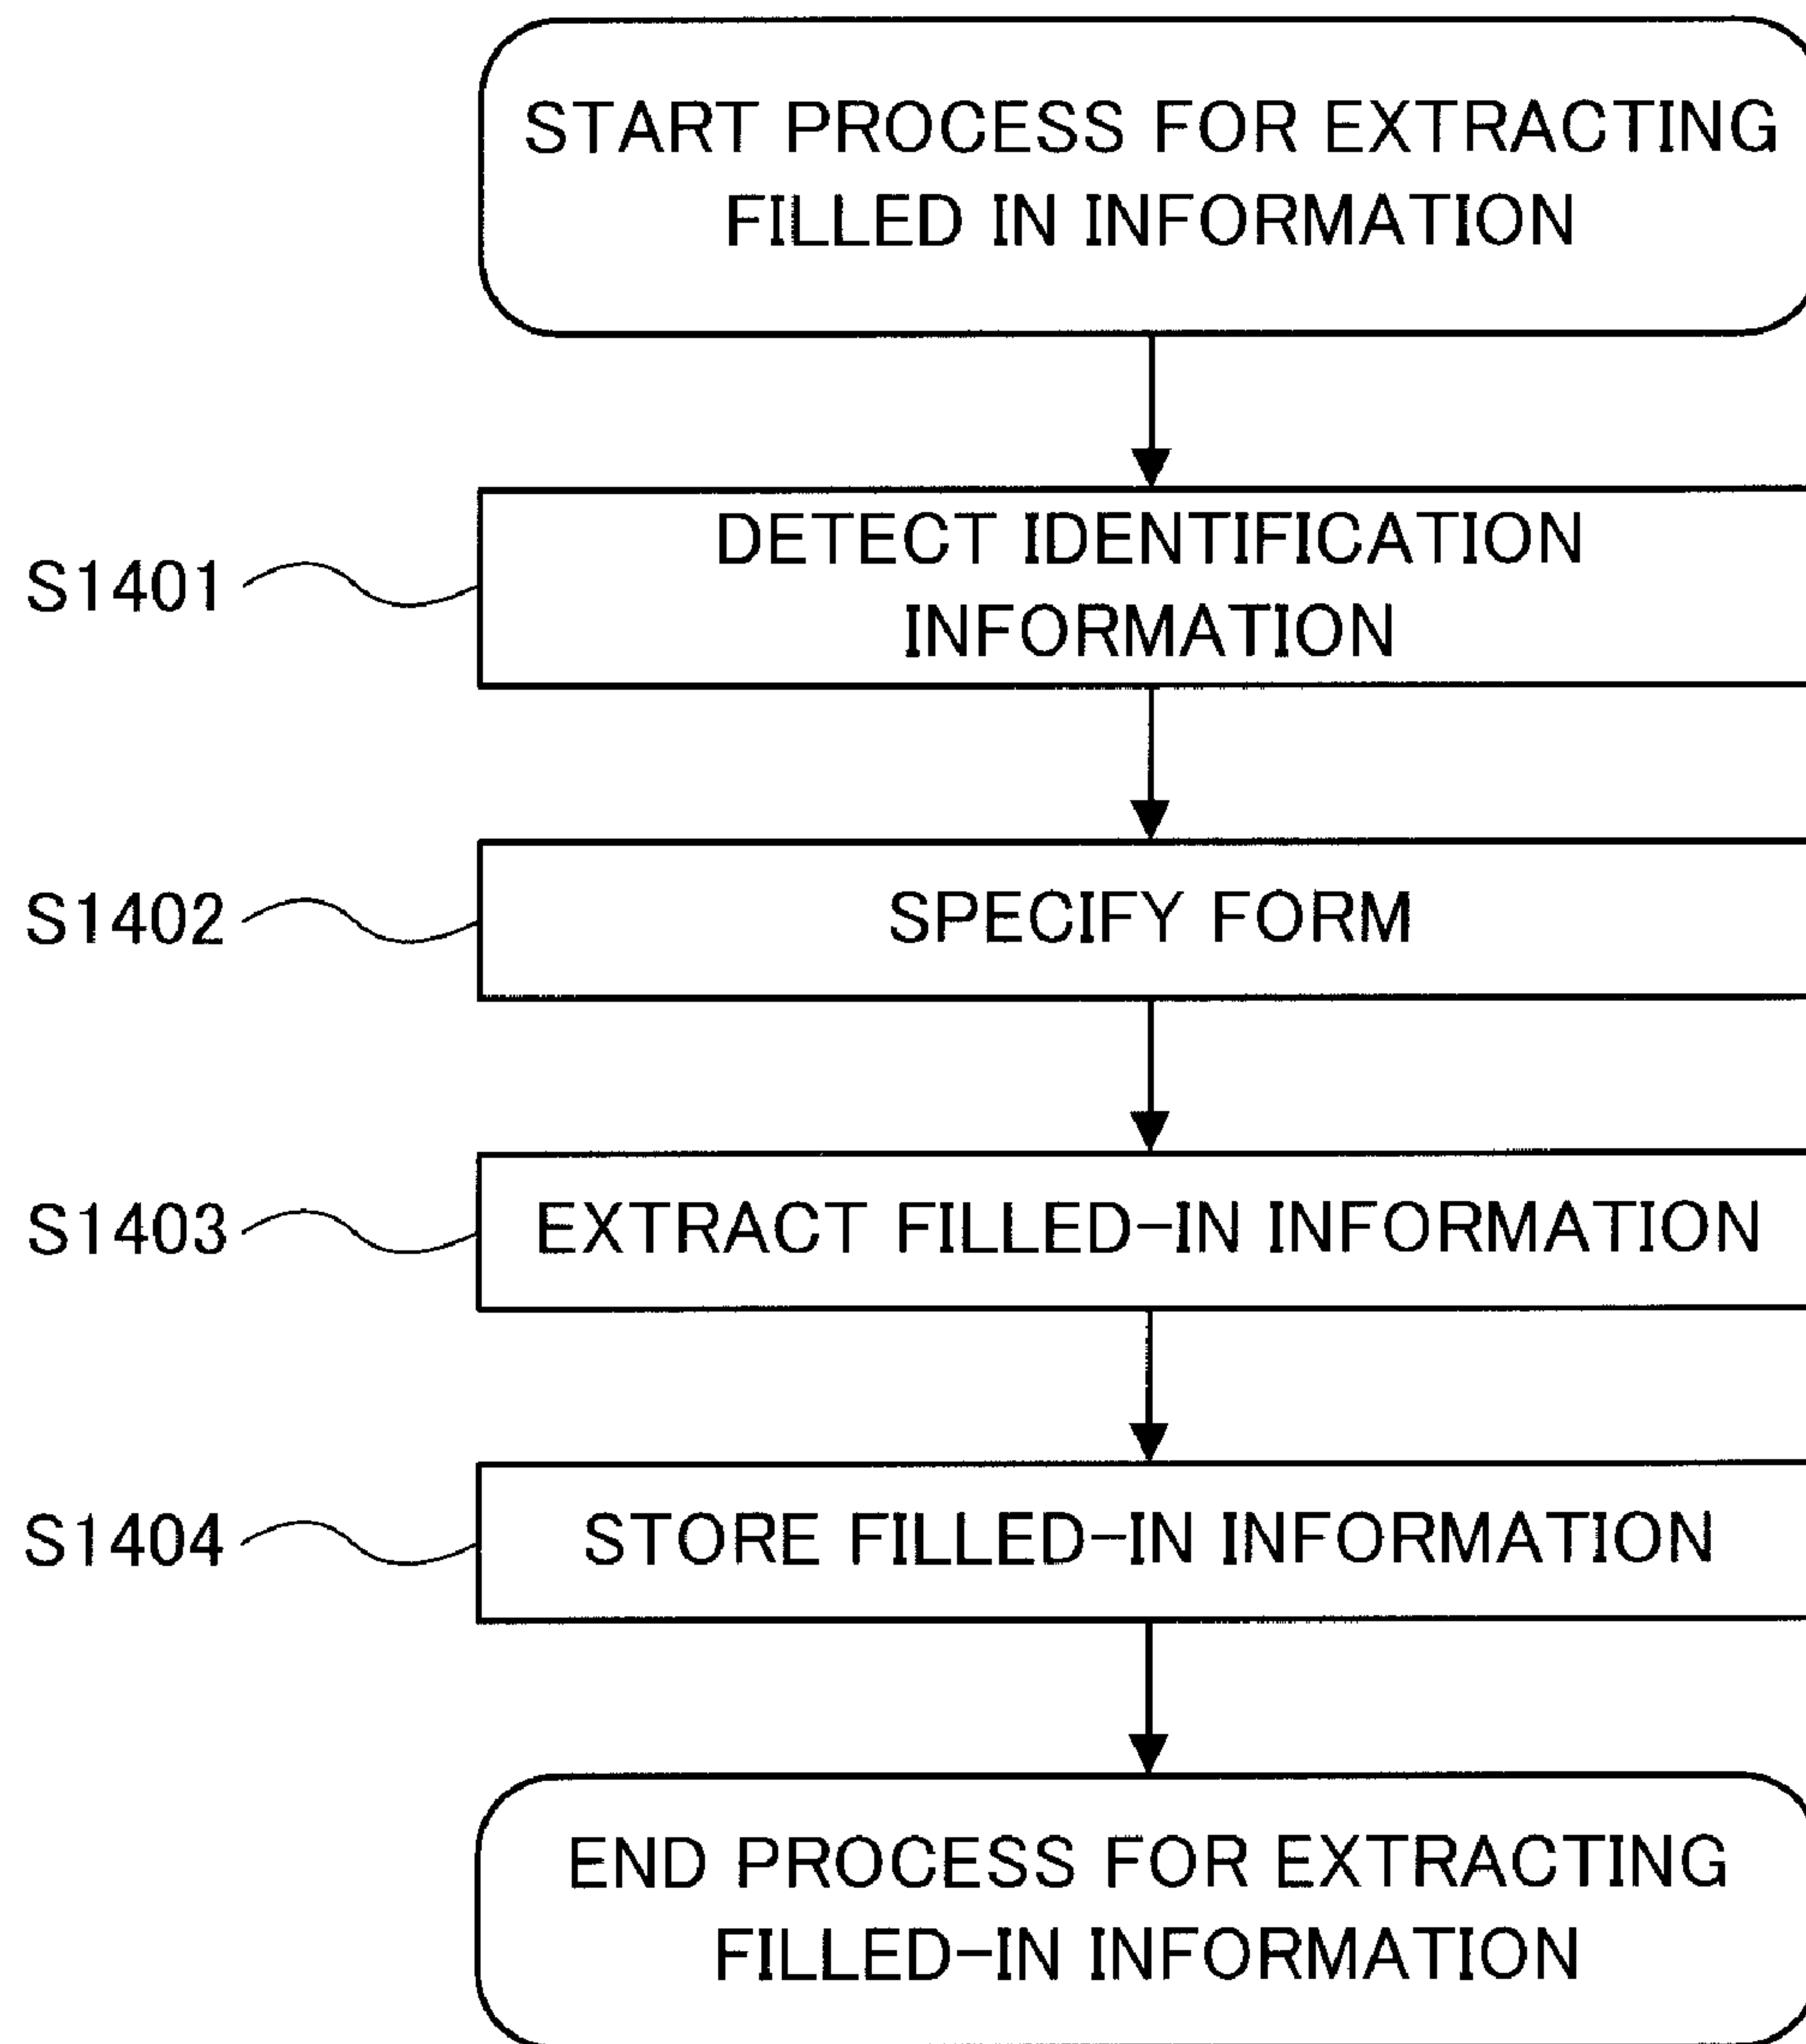 START PROCESS FOR EXTRACTING
FILLED IN INFORMATION
S1401
DETECT IDENTIFICATION
INFORMATION
S1402
SPECIFY FORM
S1403
EXTRACT FILLED-IN INFORMATION
S1404
STORE FILLED-IN INFORMATION
END PROCESS FOR EXTRACTING
FILLED-IN INFORMATION